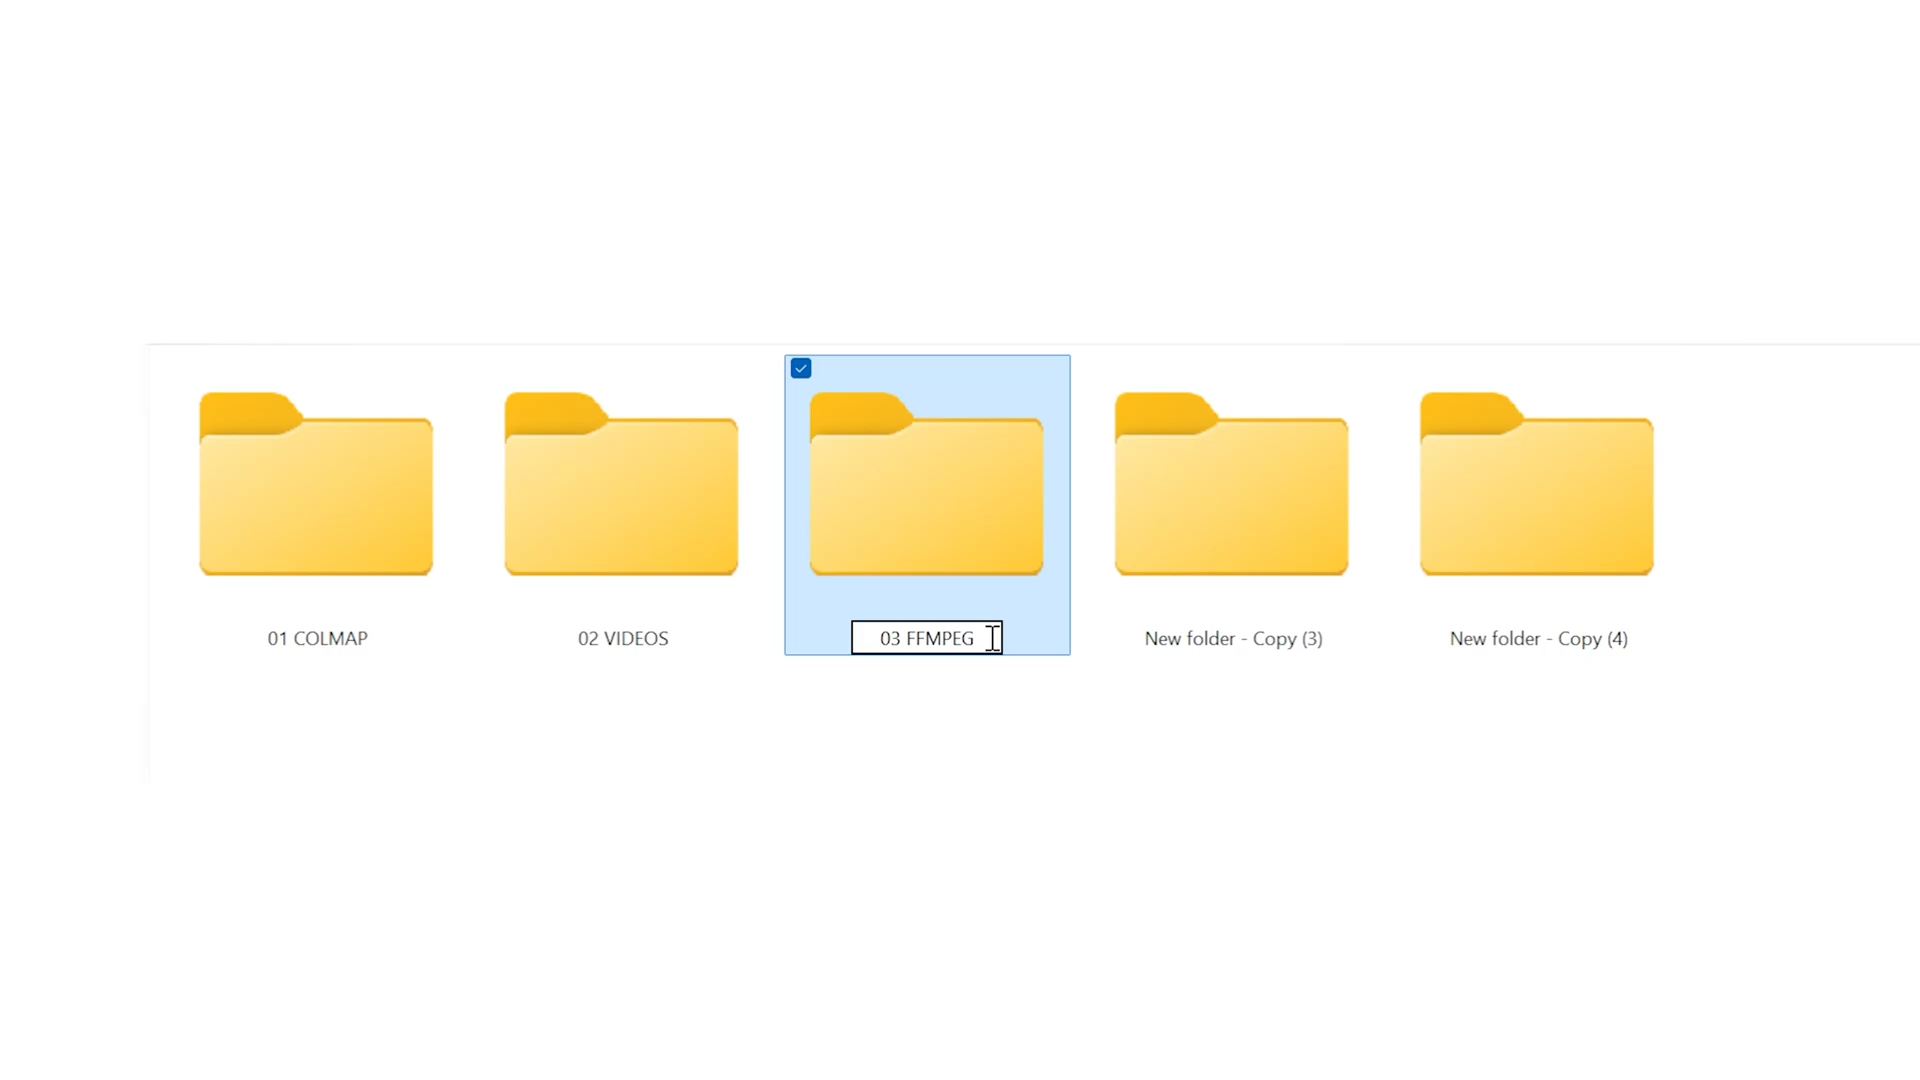 01 COLMAP
02 VIDEOS
03 FFMPEG
New folder - Copy (3)
New folder - Copy (4)